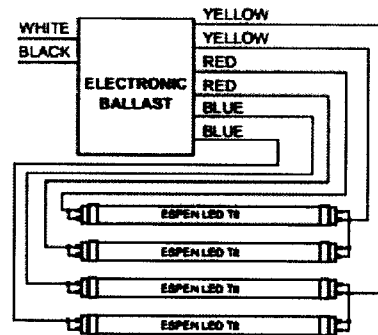 YELLOW
WHITE
YELLOW
BLACK
RED
ELECTRONIC
BALLAST
RED
BLUE
BLUE
ESPEN LED T8
ESPEN LED T8
ESPEN LED T8
ESPEN LED T8